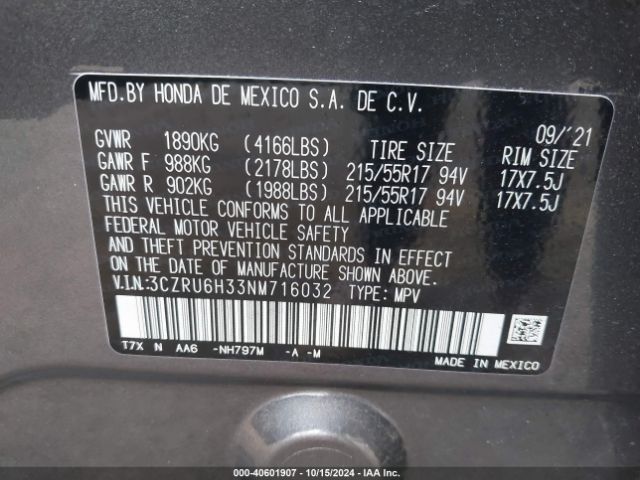 MFD.BY HONDA DE MEXICO S.A. DE C.V.
09/'21
GVWR 1890KG (4166LBS) TIRE SIZE RIM SIZE
GAWR F 988KG (2178LBS) 215/55R17 94V 17X7.5J
GAWR R 902KG (1988LBS) 215/55R17 94V 17X7.5J
THIS VEHICLE CONFORMS TO ALL APPLICABLE
FEDERAL MOTOR VEHICLE SAFETY
AND THEFT PREVENTION STANDARDS IN EFFECT
ON THE DATE OF MANUFACTURE SHOWN ABOVE.
V.I.N:3CZRU6H33NM716032 TYPE: MPV
T7X N AA6 -NH797M -A -M
MADE IN MEXICO
000-40601907 - 10/15/2024 - IAA Inc.